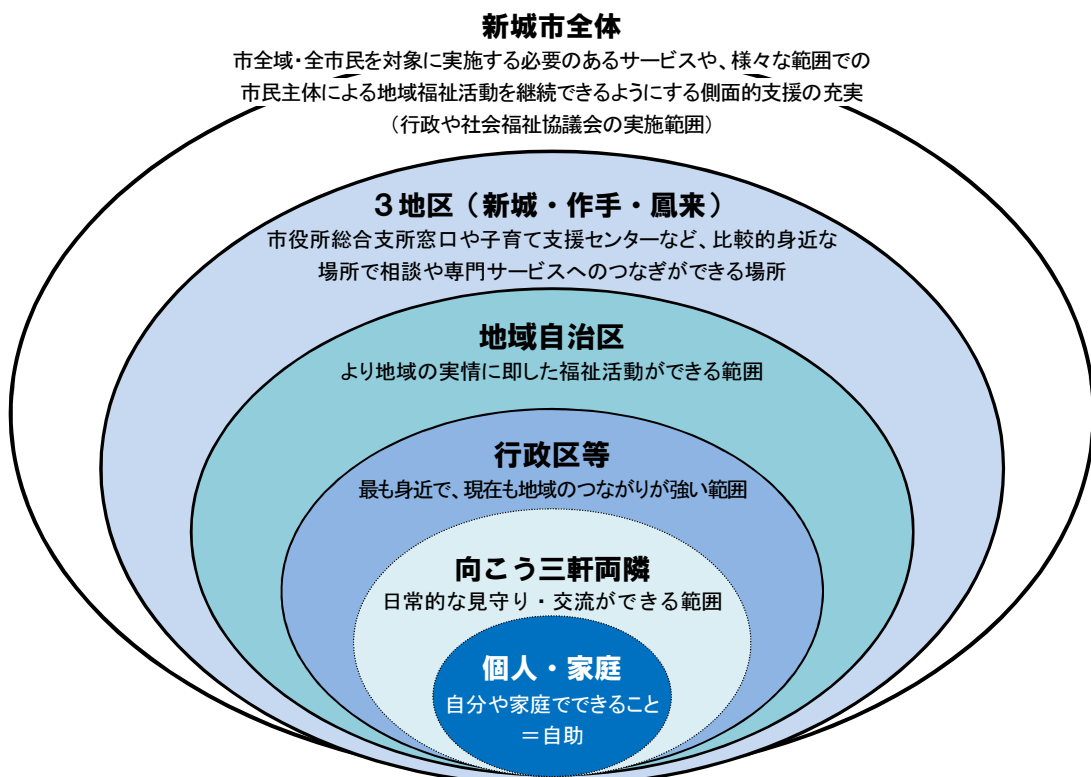 新城市全体
市全域・全市民を対象に実施する必要のあるサービスや、様々な範囲での
市民主体による地域福祉活動を継続できるようにする側面的支援の充実
（行政や社会福祉協議会の実施範囲）
３地区（新城・作手・鳳来）
市役所総合支所窓口や子育て支援センターなど、比較的身近な
場所で相談や専門サービスへのつなぎができる場所
地域自治区
より地域の実情に即した福祉活動ができる範囲
行政区等
最も身近で、現在も地域のつながりが強い範囲
向こう三軒両隣
日常的な見守り・交流ができる範囲
個人・家庭
自分や家庭でできること
＝自助